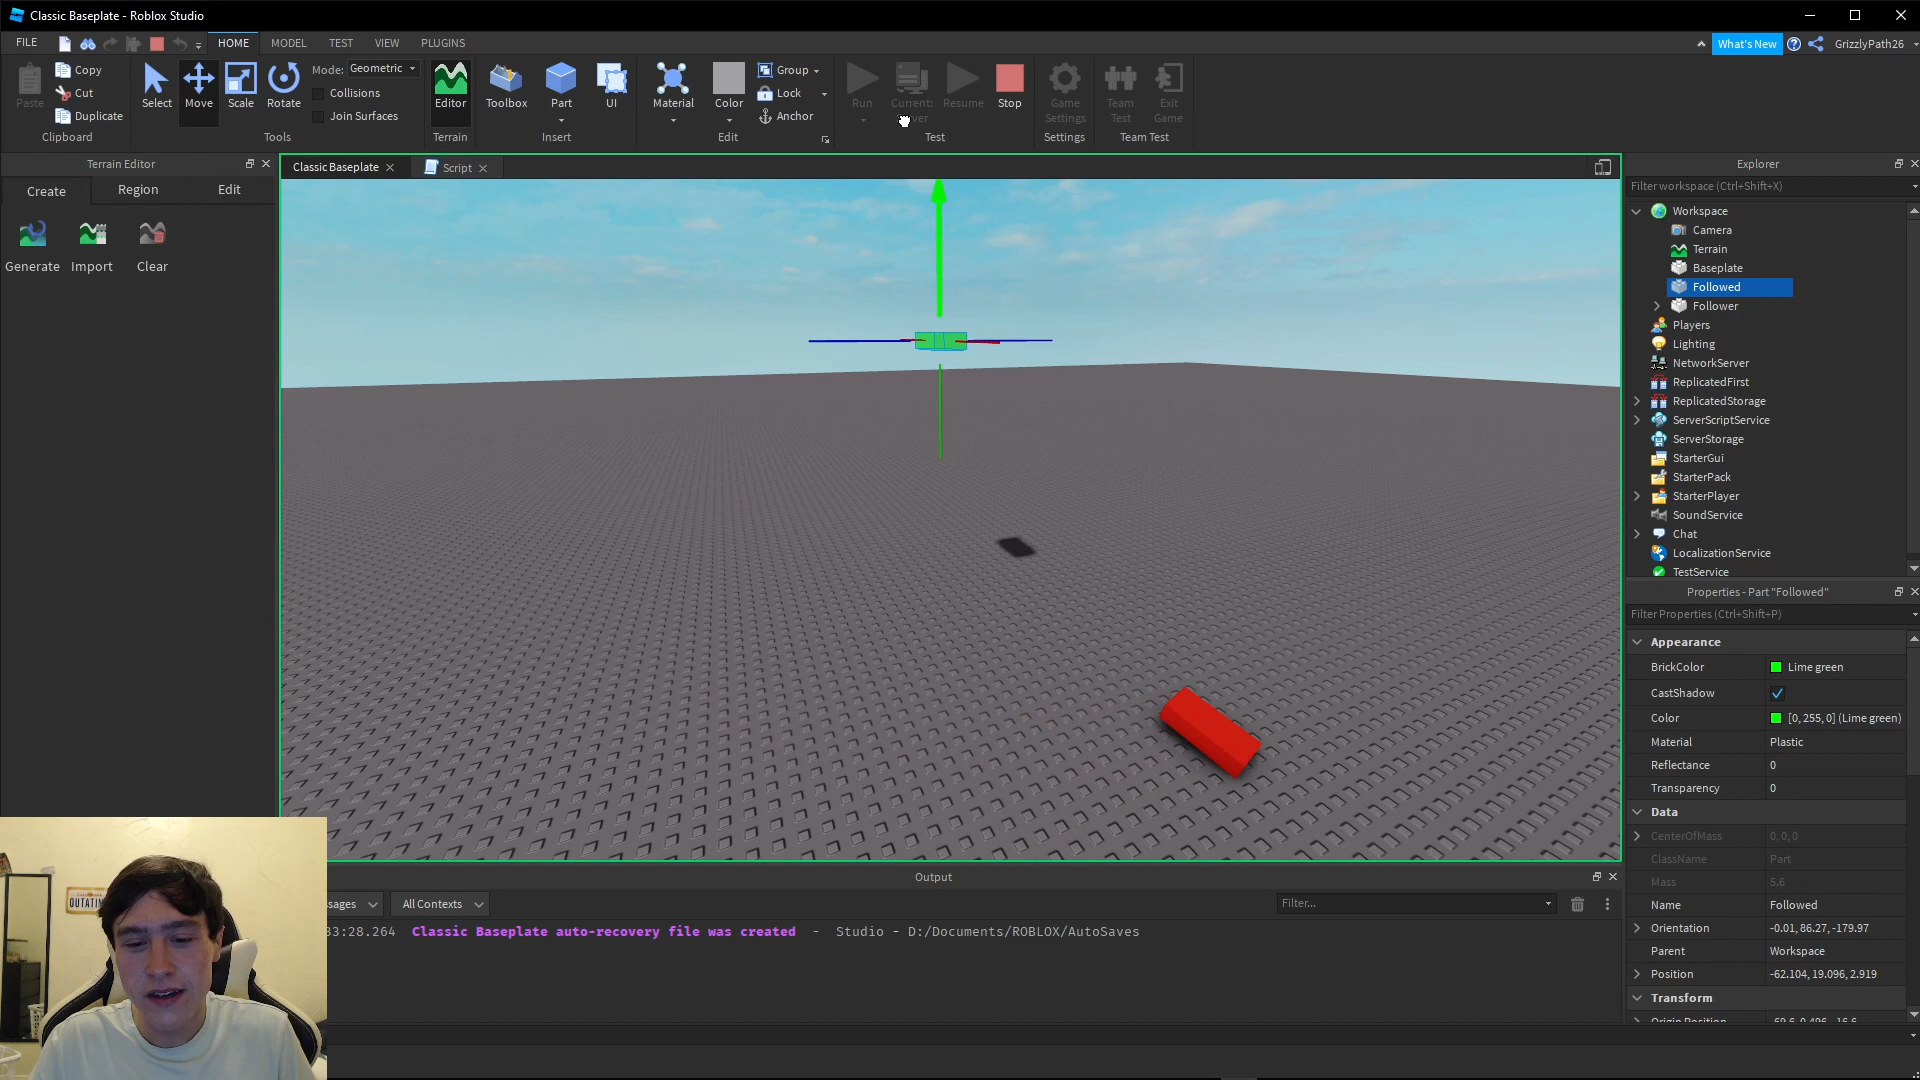 Classic Baseplate - Roblox Studio
FILE HOME MODEL TEST VIEW PLUGINS What's New GrizzlyPath26
Paste
Copy
Cut
Duplicate
Clipboard
Select Move Scale Rotate
Mode: Geometric
Collisions
Join Surfaces
Tools
Editor
Terrain
Toolbox Part UI
Insert
Material Color
Group
Lock
Anchor
Edit
Run Current: Resume Stop
Test
Game
Settings
Settings
Team
Test
Exit
Game
Team Test
Terrain Editor
Create Region Edit
Generate Import Clear
Classic Baseplate Script
Explorer
Filter workspace (Ctrl+Shift+X)
Workspace
Camera
Terrain
Baseplate
Followed
Follower
Players
Lighting
NetworkServer
ReplicatedFirst
ReplicatedStorage
ServerScriptService
ServerStorage
StarterGui
StarterPack
StarterPlayer
SoundService
Chat
LocalizationService
TestService
Properties - Part "Followed"
Filter Properties (Ctrl+Shift+P)
Appearance
BrickColor Lime green
CastShadow
Color [0, 255, 0] (Lime green)
Material Plastic
Reflectance 0
Transparency 0
Data
CenterOfMass 0, 0, 0
ClassName Part
Mass 5.6
Name Followed
Orientation -0.01, 86.27, -179.97
Parent Workspace
Position -62.104, 19.096, 2.919
Transform
Output
ssages All Contexts Filter...
33:28.264 Classic Baseplate auto-recovery file was created - Studio - D:/Documents/ROBLOX/AutoSaves
OUTATIM